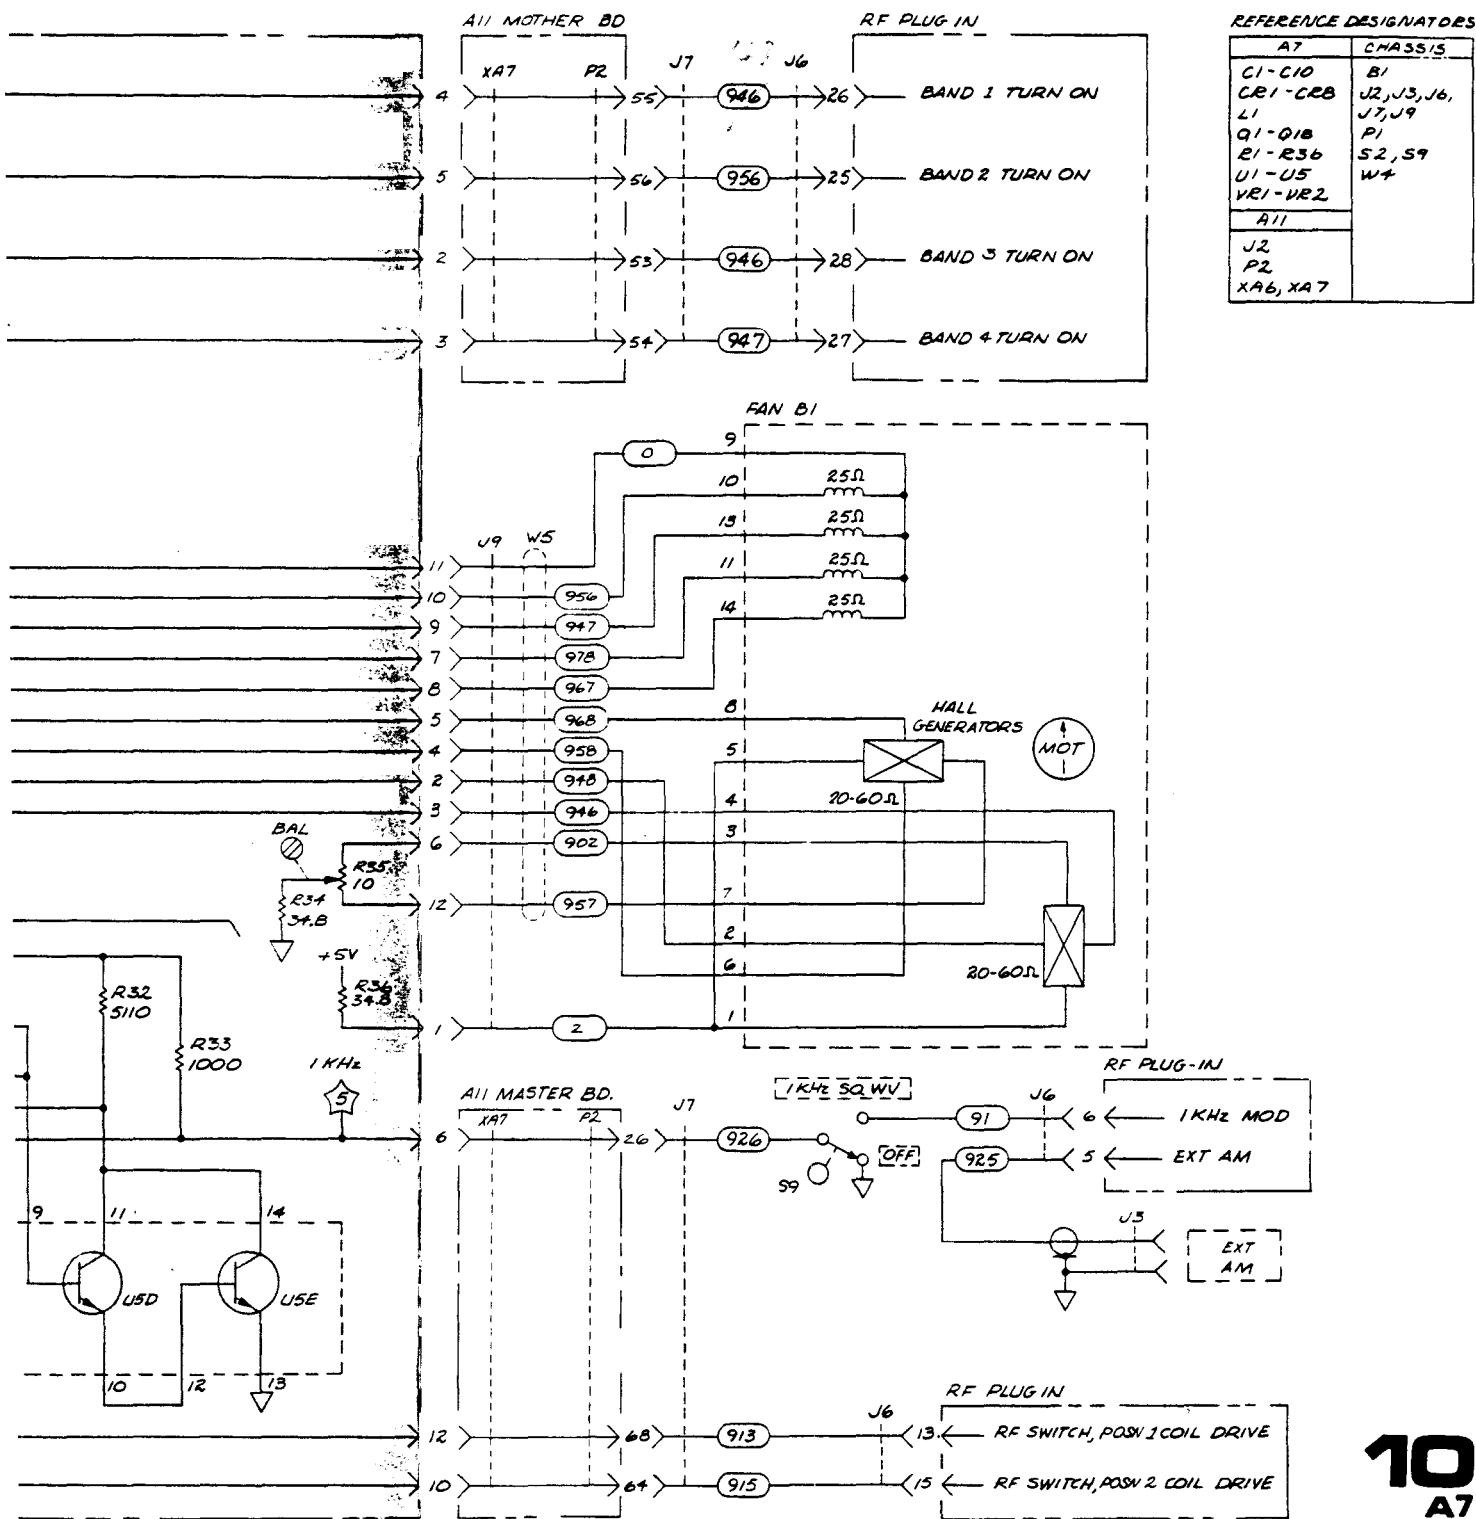 A11 MOTHER BD
RF PLUG IN
REFERENCE DESIGNATORS
A7
CHASSIS
C1-C10
CR1-CR8
L1
Q1-Q18
R1-R36
U1-U5
VR1-VR2
A11
J2
P2
XA6, XA7
B1
J2, J3, J6,
J7, J9
P1
S2, S9
W4
XA7 P2 J7 J6
4 55 946 26 BAND 1 TURN ON
5 56 956 25 BAND 2 TURN ON
2 53 946 28 BAND 3 TURN ON
3 54 947 27 BAND 4 TURN ON
FAN B1
0 9
10 25Ω
13 25Ω
11 25Ω
14 25Ω
J9 W5
11
10 956
9 947
7 978
8 967
5 968 8
4 958 5
2 948
3 946 4
6 902 3
12 957 7
2
6
HALL
GENERATORS
MOT
20-60Ω
20-60Ω
BAL
R35
10
R34
34.8
+5V
R36
34.8
1 2 1
R32
5110
R33
1000
1 KHz
5
A11 MASTER BD.
XA7 P2 J7
1KHz SQ WV
RF PLUG-IN
J6
91 6 1KHz MOD
6 26 926
OFF
925 5 EXT AM
S9
J3
EXT
AM
9 11 14
U5D
U5E
10 12 13
RF PLUG IN
J6
12 68 913 13 RF SWITCH, POSN 1 COIL DRIVE
10 64 915 15 RF SWITCH, POSN 2 COIL DRIVE
10
A7